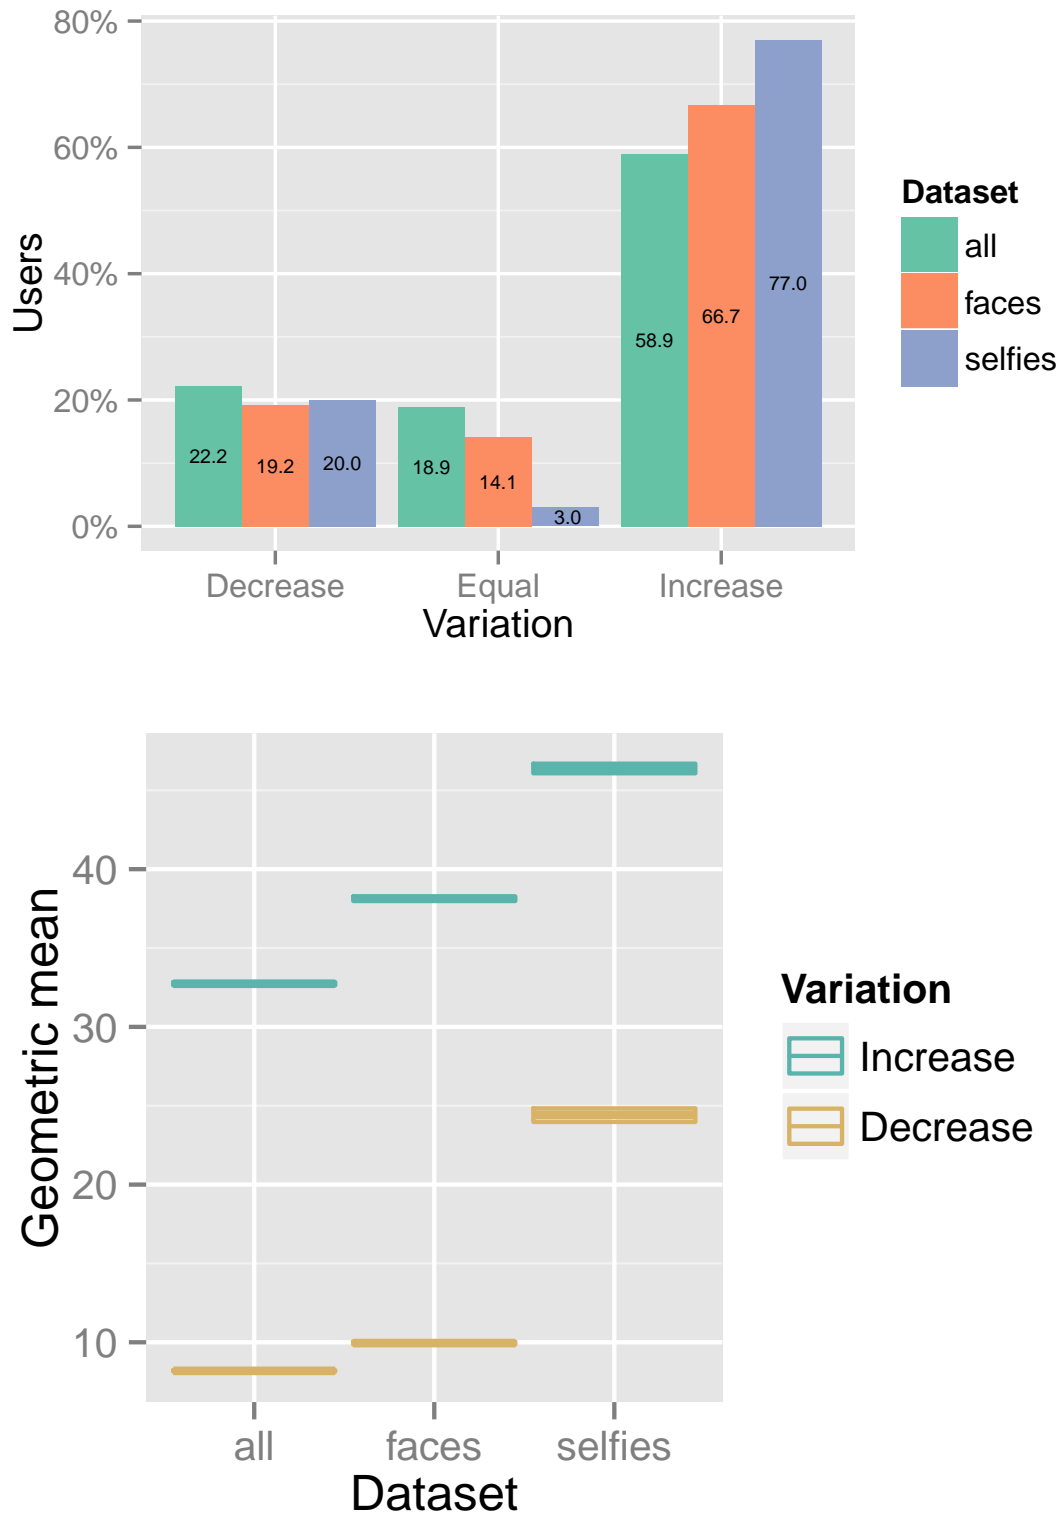 80%
60%
40%
20%
0%
Users
22.2
19.2
20.0
18.9
14.1
3.0
58.9
66.7
77.0
Decrease
Equal
Increase
Variation
Dataset
all
faces
selfies
40
30
20
10
Geometric mean
all
faces
selfies
Dataset
Variation
Increase
Decrease